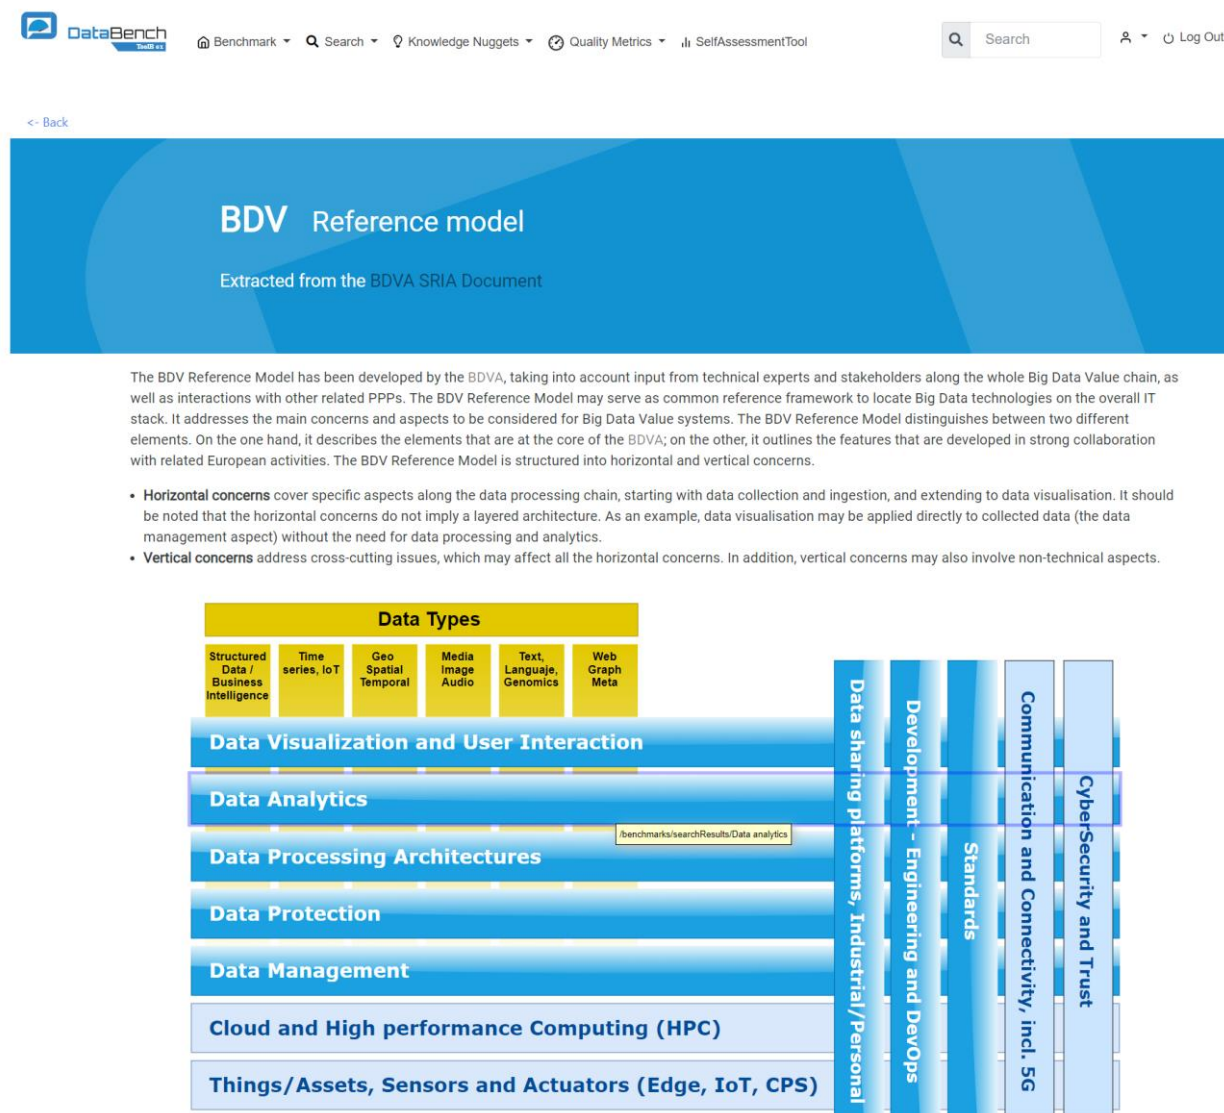 DataBench
ToolBox
Benchmark
Search
Knowledge Nuggets
Quality Metrics
SelfAssessmentTool
Search
Log Out
<- Back
BDV Reference model
Extracted from the BDVA SRIA Document
The BDV Reference Model has been developed by the BDVA, taking into account input from technical experts and stakeholders along the whole Big Data Value chain, as
well as interactions with other related PPPs. The BDV Reference Model may serve as common reference framework to locate Big Data technologies on the overall IT
stack. It addresses the main concerns and aspects to be considered for Big Data Value systems. The BDV Reference Model distinguishes between two different
elements. On the one hand, it describes the elements that are at the core of the BDVA; on the other, it outlines the features that are developed in strong collaboration
with related European activities. The BDV Reference Model is structured into horizontal and vertical concerns.
• Horizontal concerns cover specific aspects along the data processing chain, starting with data collection and ingestion, and extending to data visualisation. It should
be noted that the horizontal concerns do not imply a layered architecture. As an example, data visualisation may be applied directly to collected data (the data
management aspect) without the need for data processing and analytics.
• Vertical concerns address cross-cutting issues, which may affect all the horizontal concerns. In addition, vertical concerns may also involve non-technical aspects.
Data Types
Structured
Data /
Business
Intelligence
Time
series, IoT
Geo
Spatial
Temporal
Media
Image
Audio
Text,
Languaje,
Genomics
Web
Graph
Meta
Data Visualization and User Interaction
Data Analytics
/benchmarks/searchResults/Data analytics
Data Processing Architectures
Data Protection
Data Management
Cloud and High performance Computing (HPC)
Things/Assets, Sensors and Actuators (Edge, IoT, CPS)
Data sharing platforms, Industrial/Personal
Development - Engineering and DevOps
Standards
Communication and Connectivity, incl. 5G
CyberSecurity and Trust